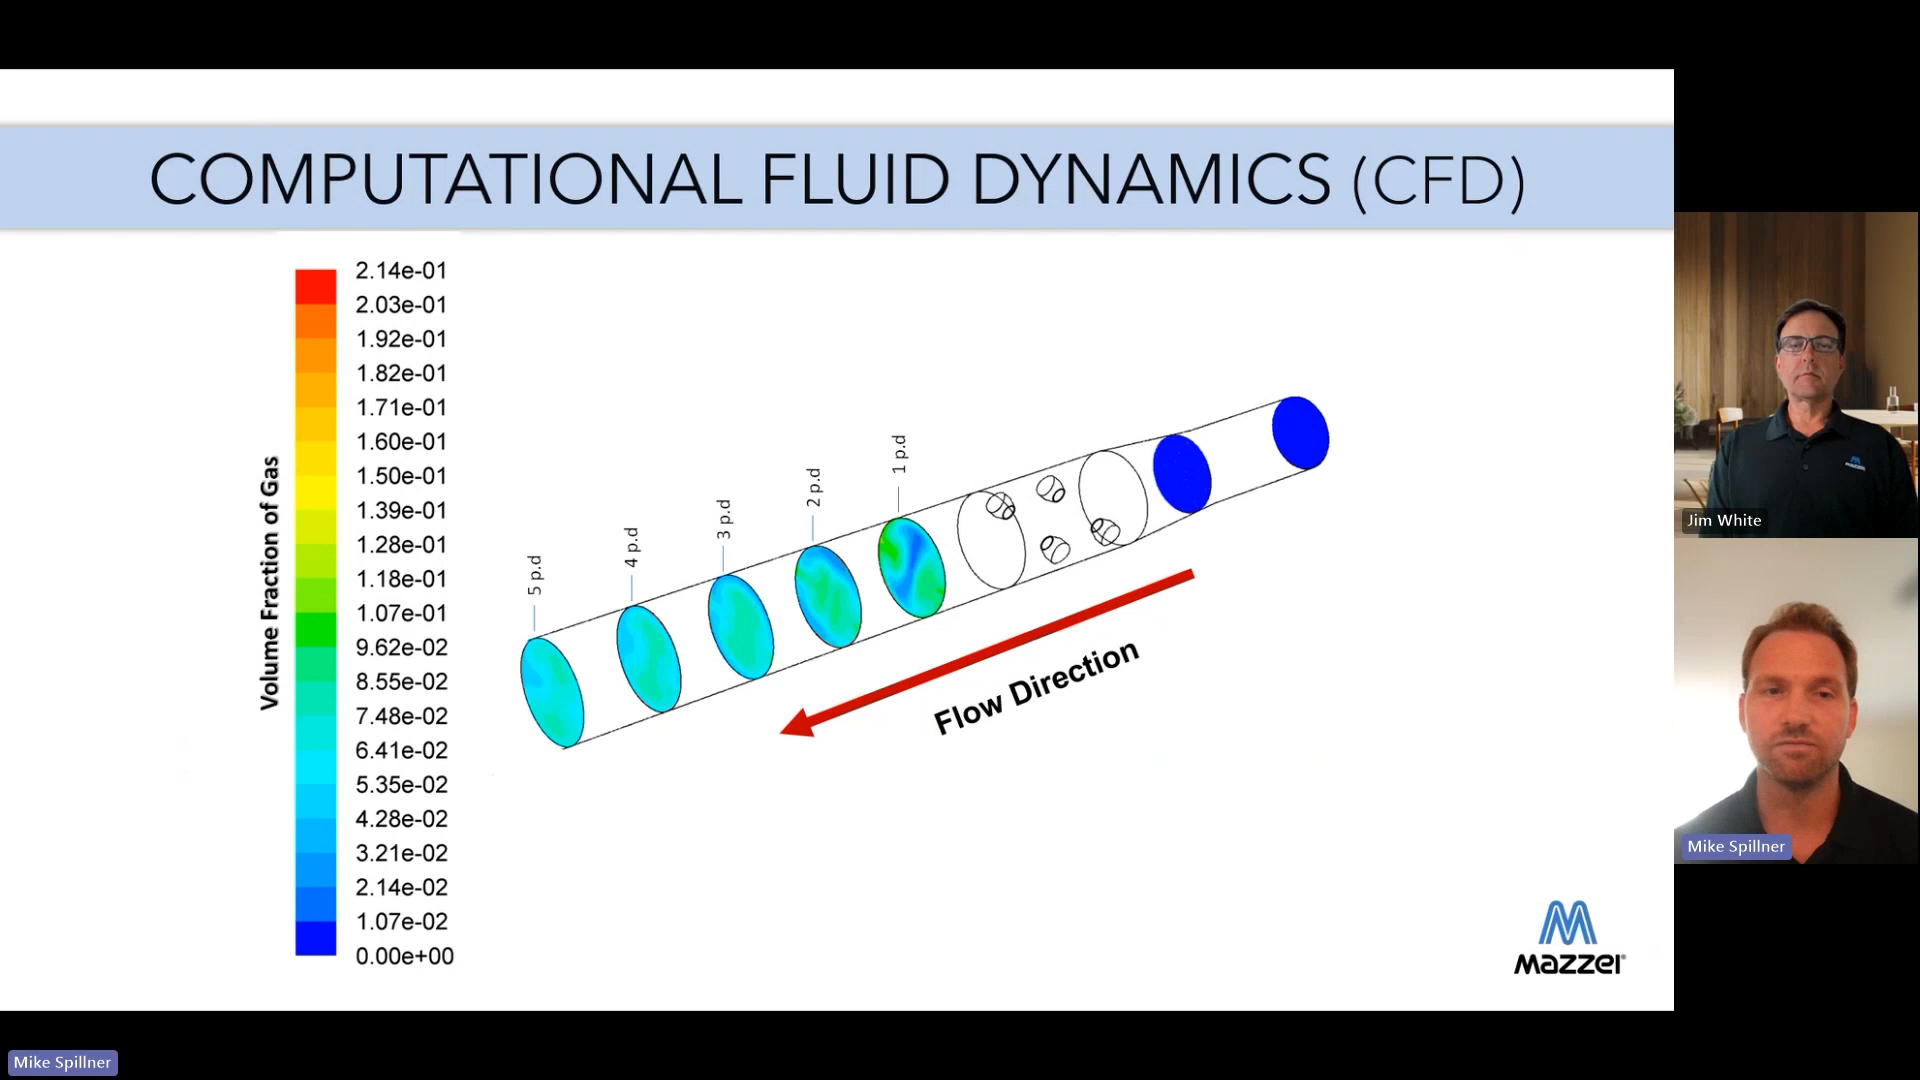 COMPUTATIONAL FLUID DYNAMICS (CFD)
Volume Fraction of Gas
2.14e-01
2.03e-01
1.92e-01
1.82e-01
1.71e-01
1.60e-01
1.50e-01
1.39e-01
1.28e-01
1.18e-01
1.07e-01
9.62e-02
8.55e-02
7.48e-02
6.41e-02
5.35e-02
4.28e-02
3.21e-02
2.14e-02
1.07e-02
0.00e+00
5 p.d
4 p.d
3 p.d
2 p.d
1 p.d
Flow Direction
Mazzei®
Jim White
Mike Spillner
Mike Spillner